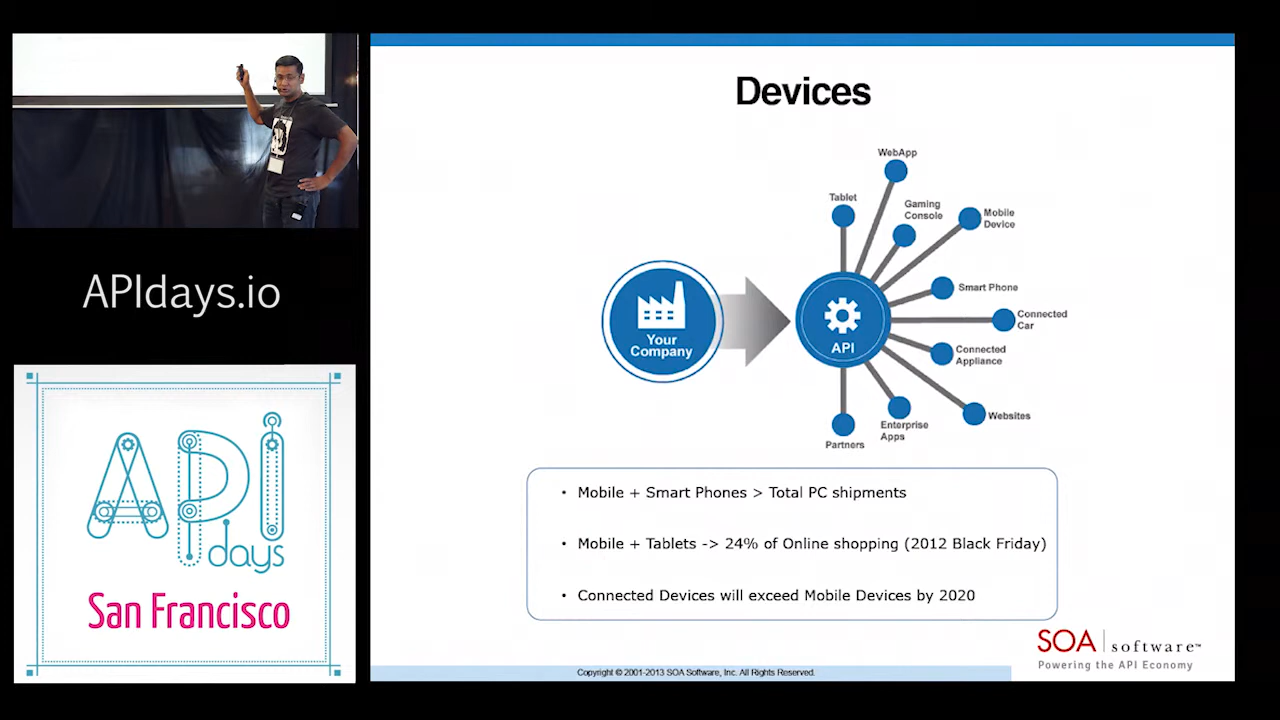 APIdays.io
API
days
San Francisco
Devices
WebApp
Tablet
Gaming
Console
Mobile
Device
Smart Phone
Connected
Car
Connected
Appliance
Websites
Enterprise
Apps
Partners
Your
Company
API
• Mobile + Smart Phones > Total PC shipments
• Mobile + Tablets -> 24% of Online shopping (2012 Black Friday)
• Connected Devices will exceed Mobile Devices by 2020
SOA software™
Powering the API Economy
Copyright © 2001-2013 SOA Software, Inc. All Rights Reserved.